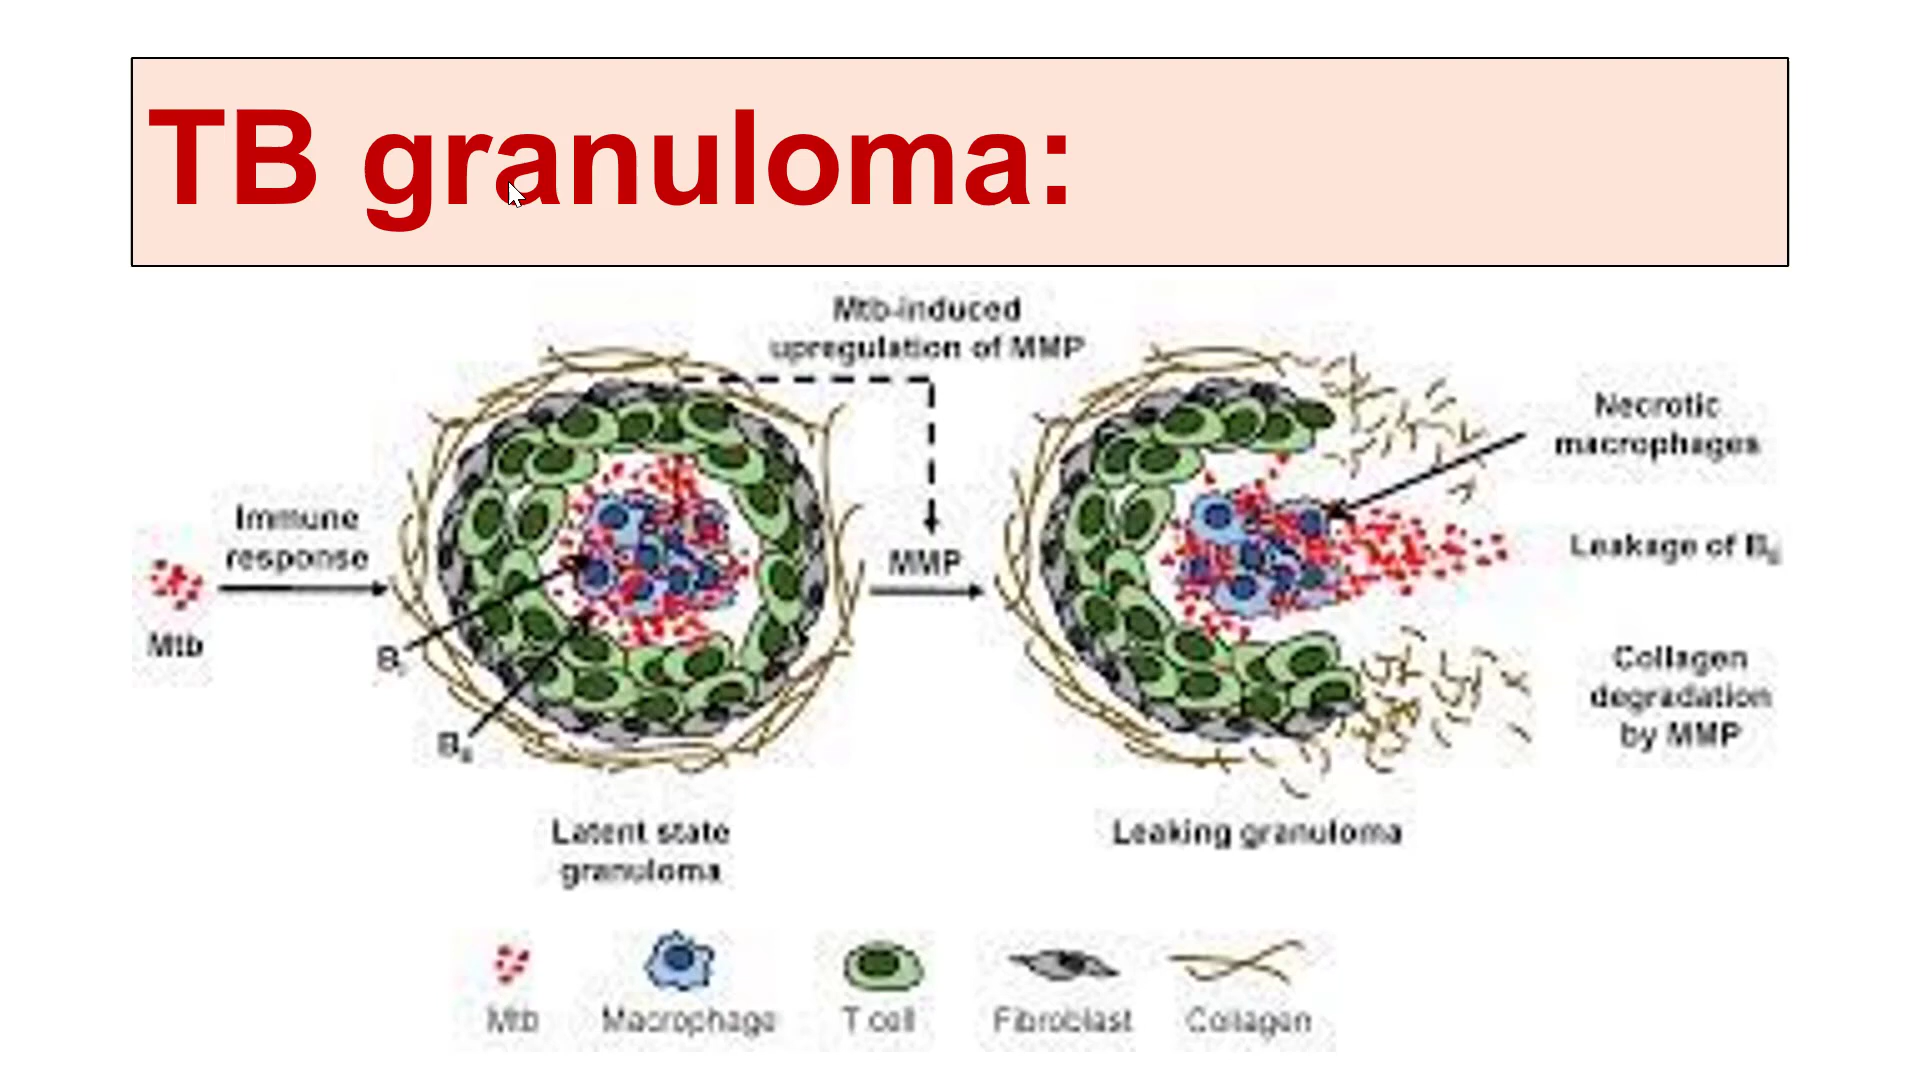 TB granuloma:
Mtb-induced
upregulation of MMP
Necrotic
macrophages
Immune
response
MMP
Leakage of B
Mtb
B
B
Collagen
degradation
by MMP
Latent state
granuloma
Leaking granuloma
Mtb
Macrophage
T cell
Fibroblast
Collagen